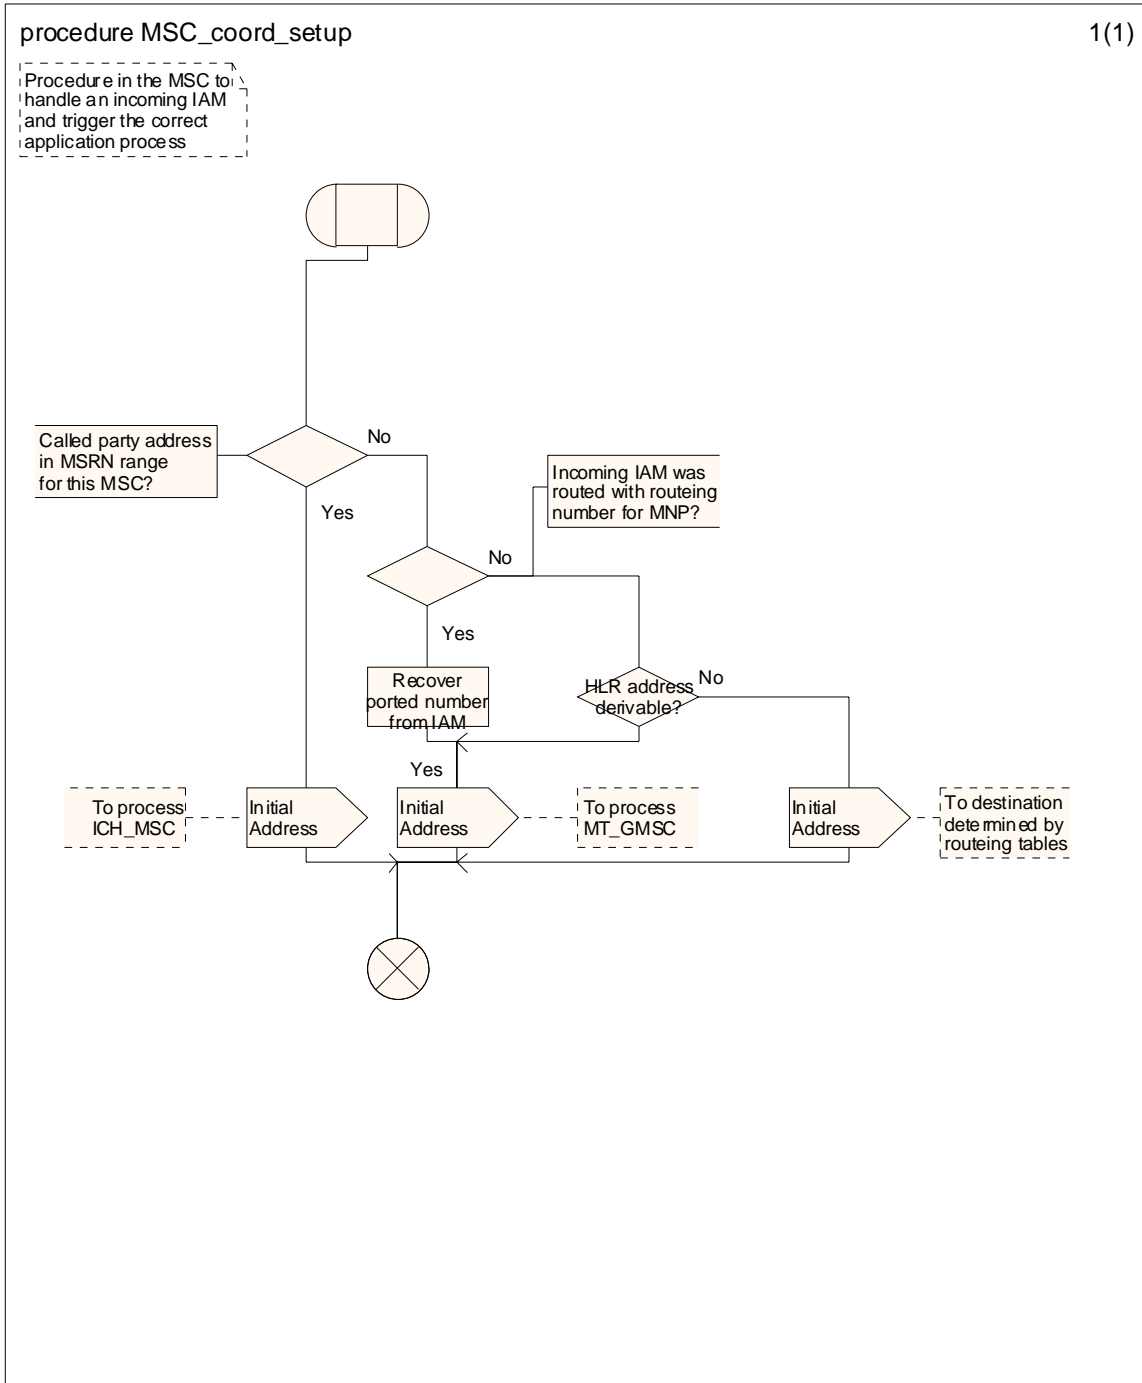 procedure MSC_coord_setup
1(1)
Procedure in the MSC to
handle an incoming IAM
and trigger the correct
application process
Called party address
in MSRN range
for this MSC?
No
Yes
Incoming IAM was
routed with routeing
number for MNP?
No
Yes
Recover
ported number
from IAM
HLR address
derivable?
No
Yes
To process
ICH_MSC
Initial
Address
Initial
Address
To process
MT_GMSC
Initial
Address
To destination
determined by
routeing tables